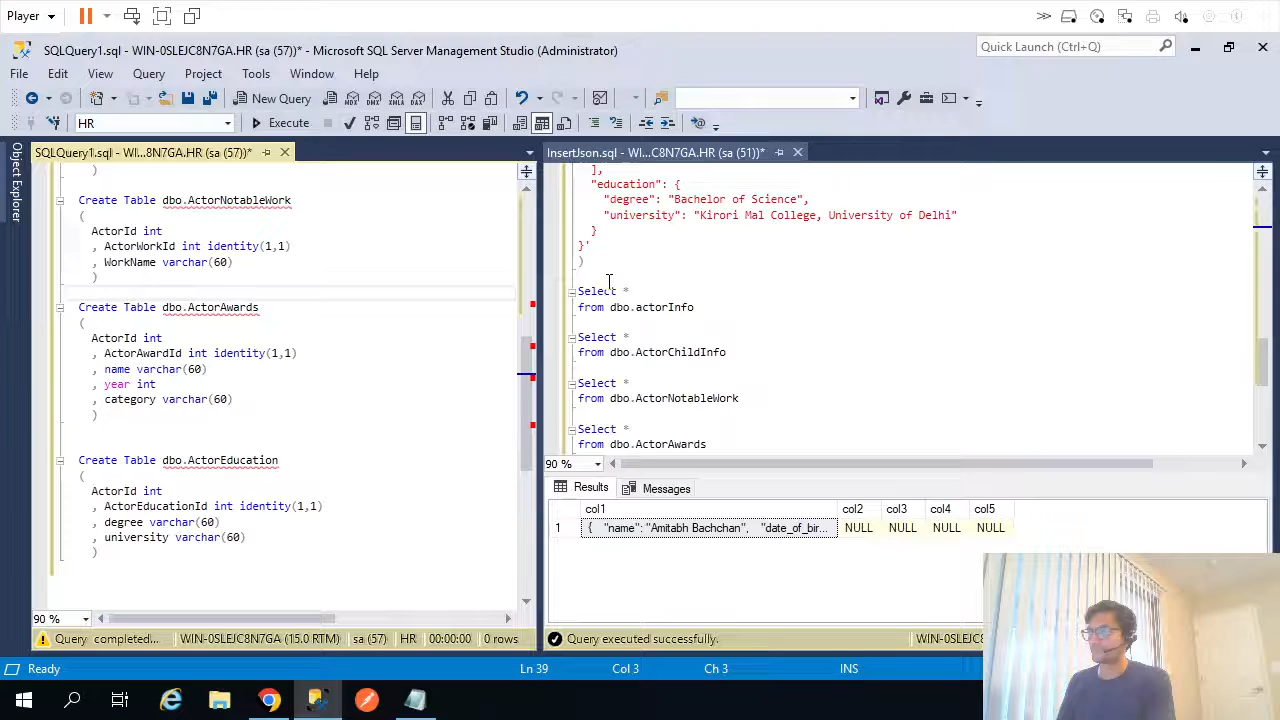 Player
SQLQuery1.sql - WIN-0SLEJC8N7GA.HR (sa (57))* - Microsoft SQL Server Management Studio (Administrator)
Quick Launch (Ctrl+Q)
File Edit View Query Project Tools Window Help
New Query MDX DMX XMLA DAX
HR Execute
Object Explorer
SQLQuery1.sql - WI...8N7GA.HR (sa (57))*
)
Create Table dbo.ActorNotableWork
(
ActorId int
, ActorWorkId int identity(1,1)
, WorkName varchar(60)
)
Create Table dbo.ActorAwards
(
ActorId int
, ActorAwardId int identity(1,1)
, name varchar(60)
, year int
, category varchar(60)
)
Create Table dbo.ActorEducation
(
ActorId int
, ActorEducationId int identity(1,1)
, degree varchar(60)
, university varchar(60)
)
90 %
Query completed... WIN-0SLEJC8N7GA (15.0 RTM) sa (57) HR 00:00:00 0 rows
InsertJson.sql - WI...C8N7GA.HR (sa (51))*
],
"education": {
"degree": "Bachelor of Science",
"university": "Kirori Mal College, University of Delhi"
}
}'
)
Select *
from dbo.actorInfo
Select *
from dbo.ActorChildInfo
Select *
from dbo.ActorNotableWork
Select *
from dbo.ActorAwards
90 %
Results Messages
col1 col2 col3 col4 col5
1 { "name": "Amitabh Bachchan", "date_of_bir... NULL NULL NULL NULL
Query executed successfully. WIN-0SLEJC8N
Ready Ln 39 Col 3 Ch 3 INS